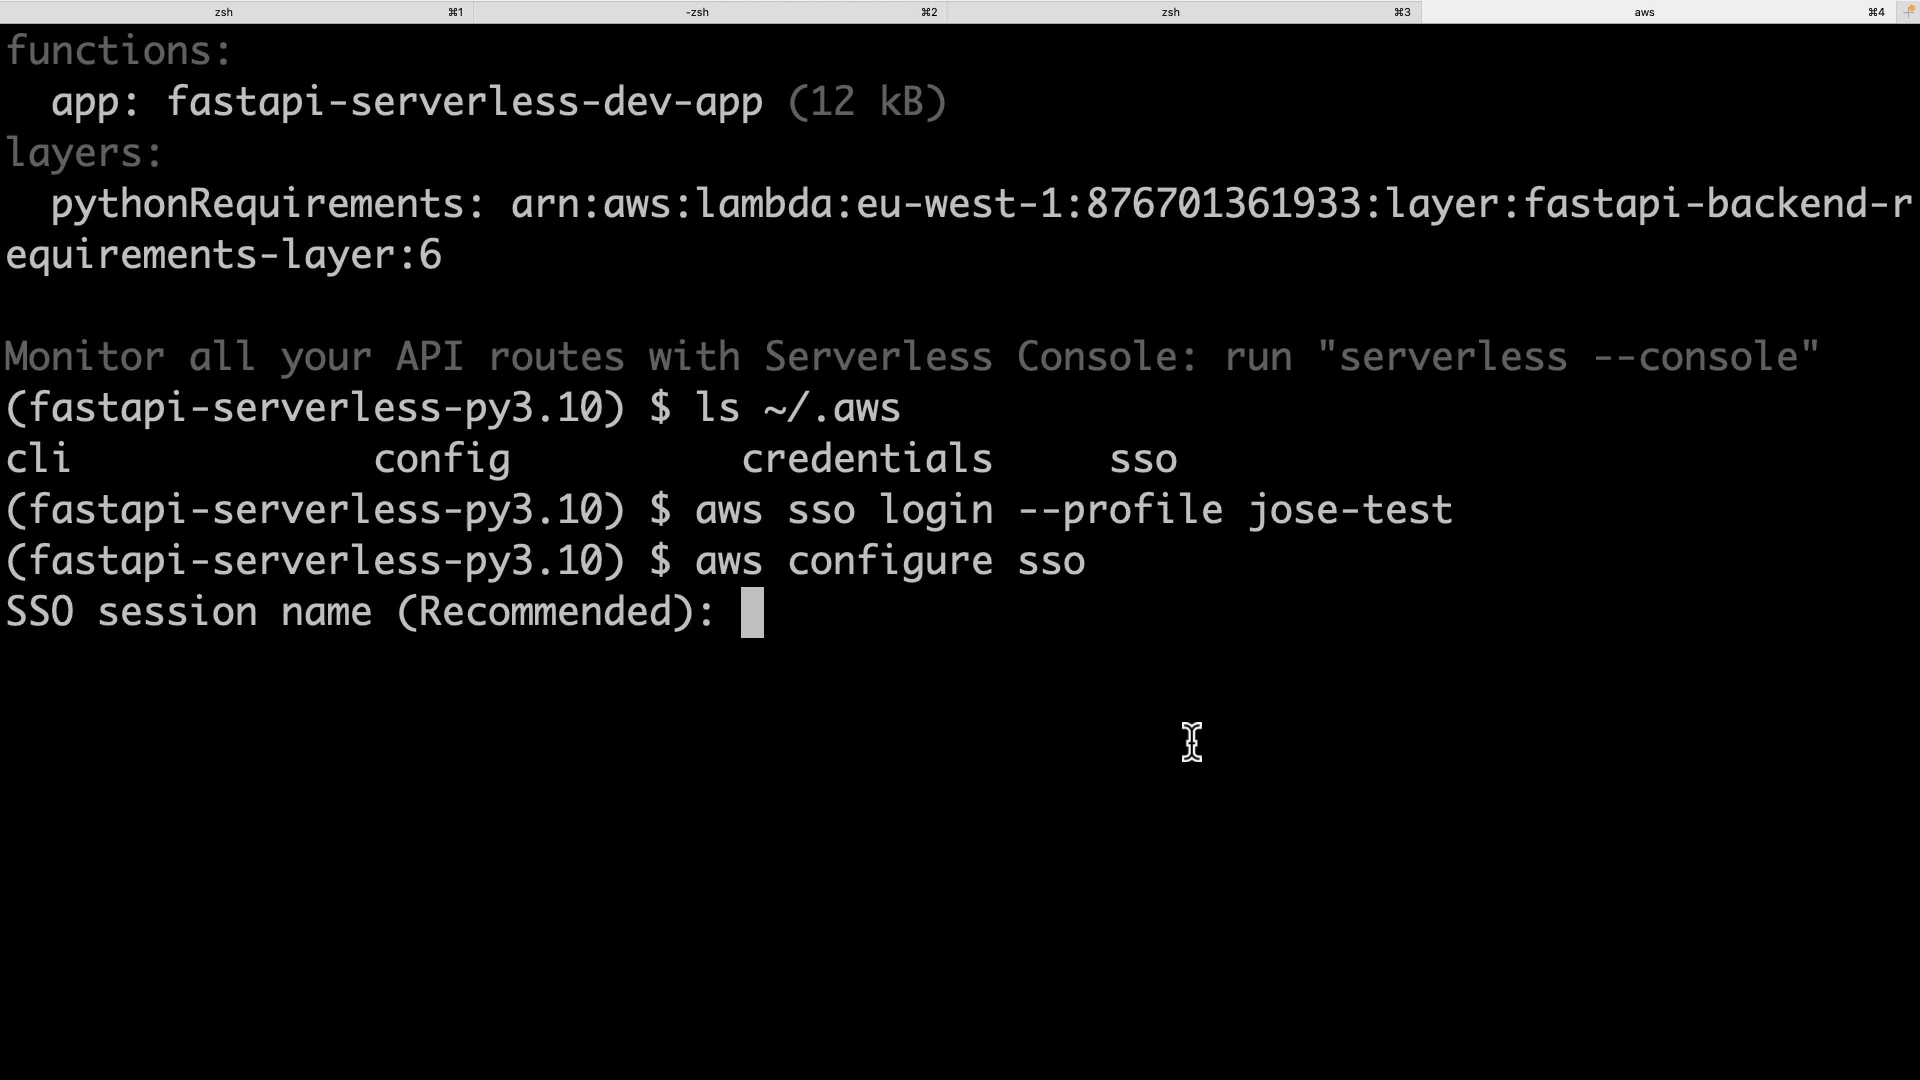 zsh ⌘1 -zsh ⌘2 zsh ⌘3 aws ⌘4
functions:
  app: fastapi-serverless-dev-app (12 kB)
layers:
  pythonRequirements: arn:aws:lambda:eu-west-1:876701361933:layer:fastapi-backend-r
equirements-layer:6

Monitor all your API routes with Serverless Console: run "serverless --console"
(fastapi-serverless-py3.10) $ ls ~/.aws
cli             config          credentials     sso
(fastapi-serverless-py3.10) $ aws sso login --profile jose-test
(fastapi-serverless-py3.10) $ aws configure sso
SSO session name (Recommended):